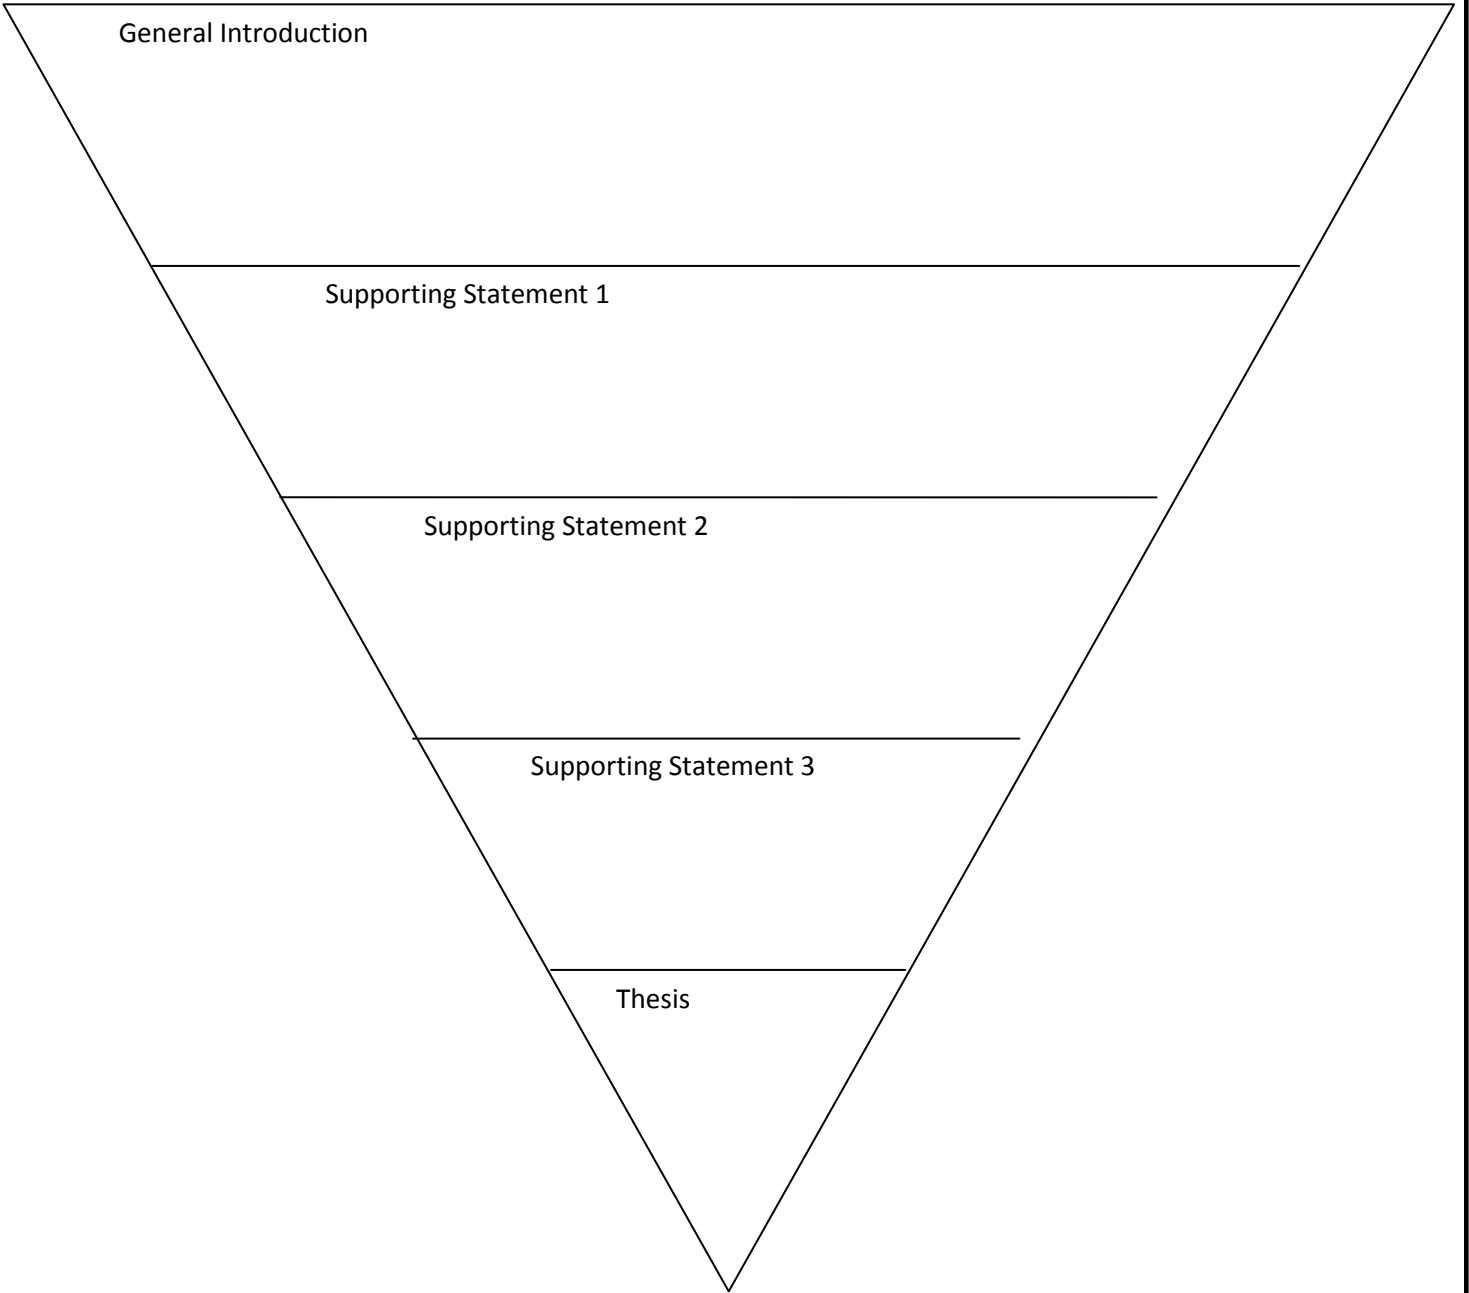 General Introduction
Supporting Statement 1
Supporting Statement 2
Supporting Statement 3
Thesis